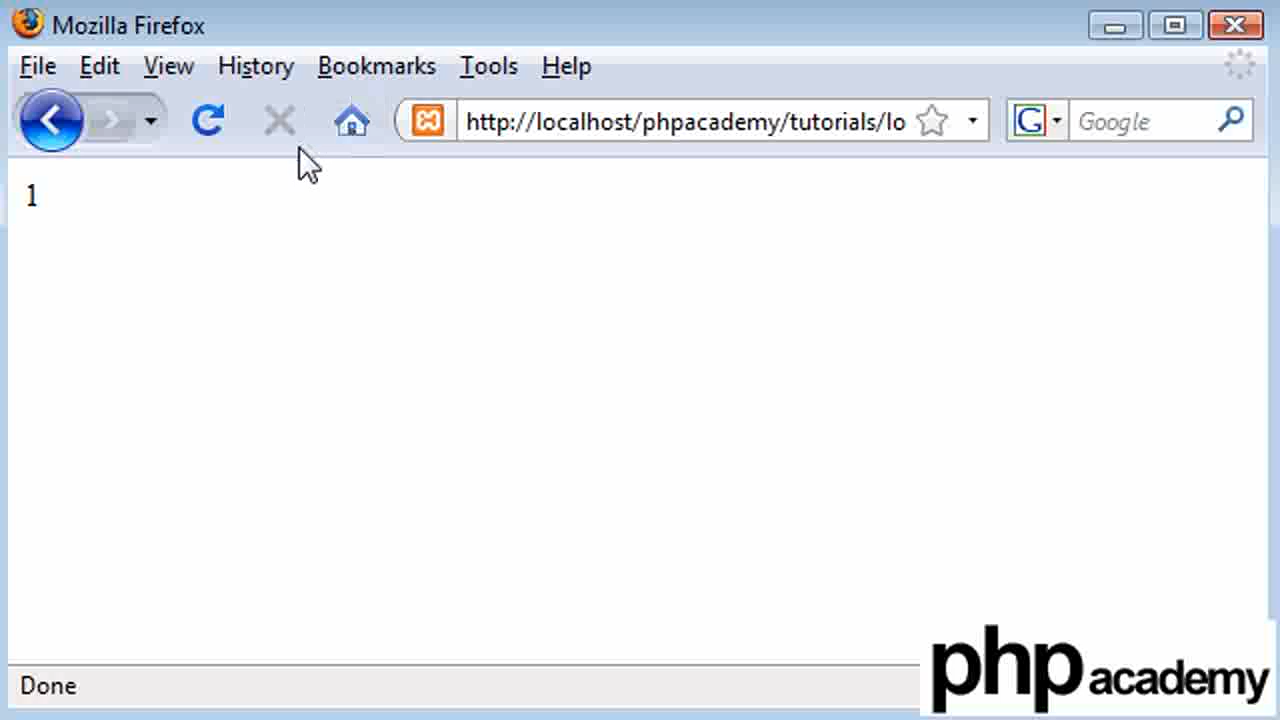 Mozilla Firefox
File Edit View History Bookmarks Tools Help
http://localhost/phpacademy/tutorials/lo
Google
1
Done
php academy